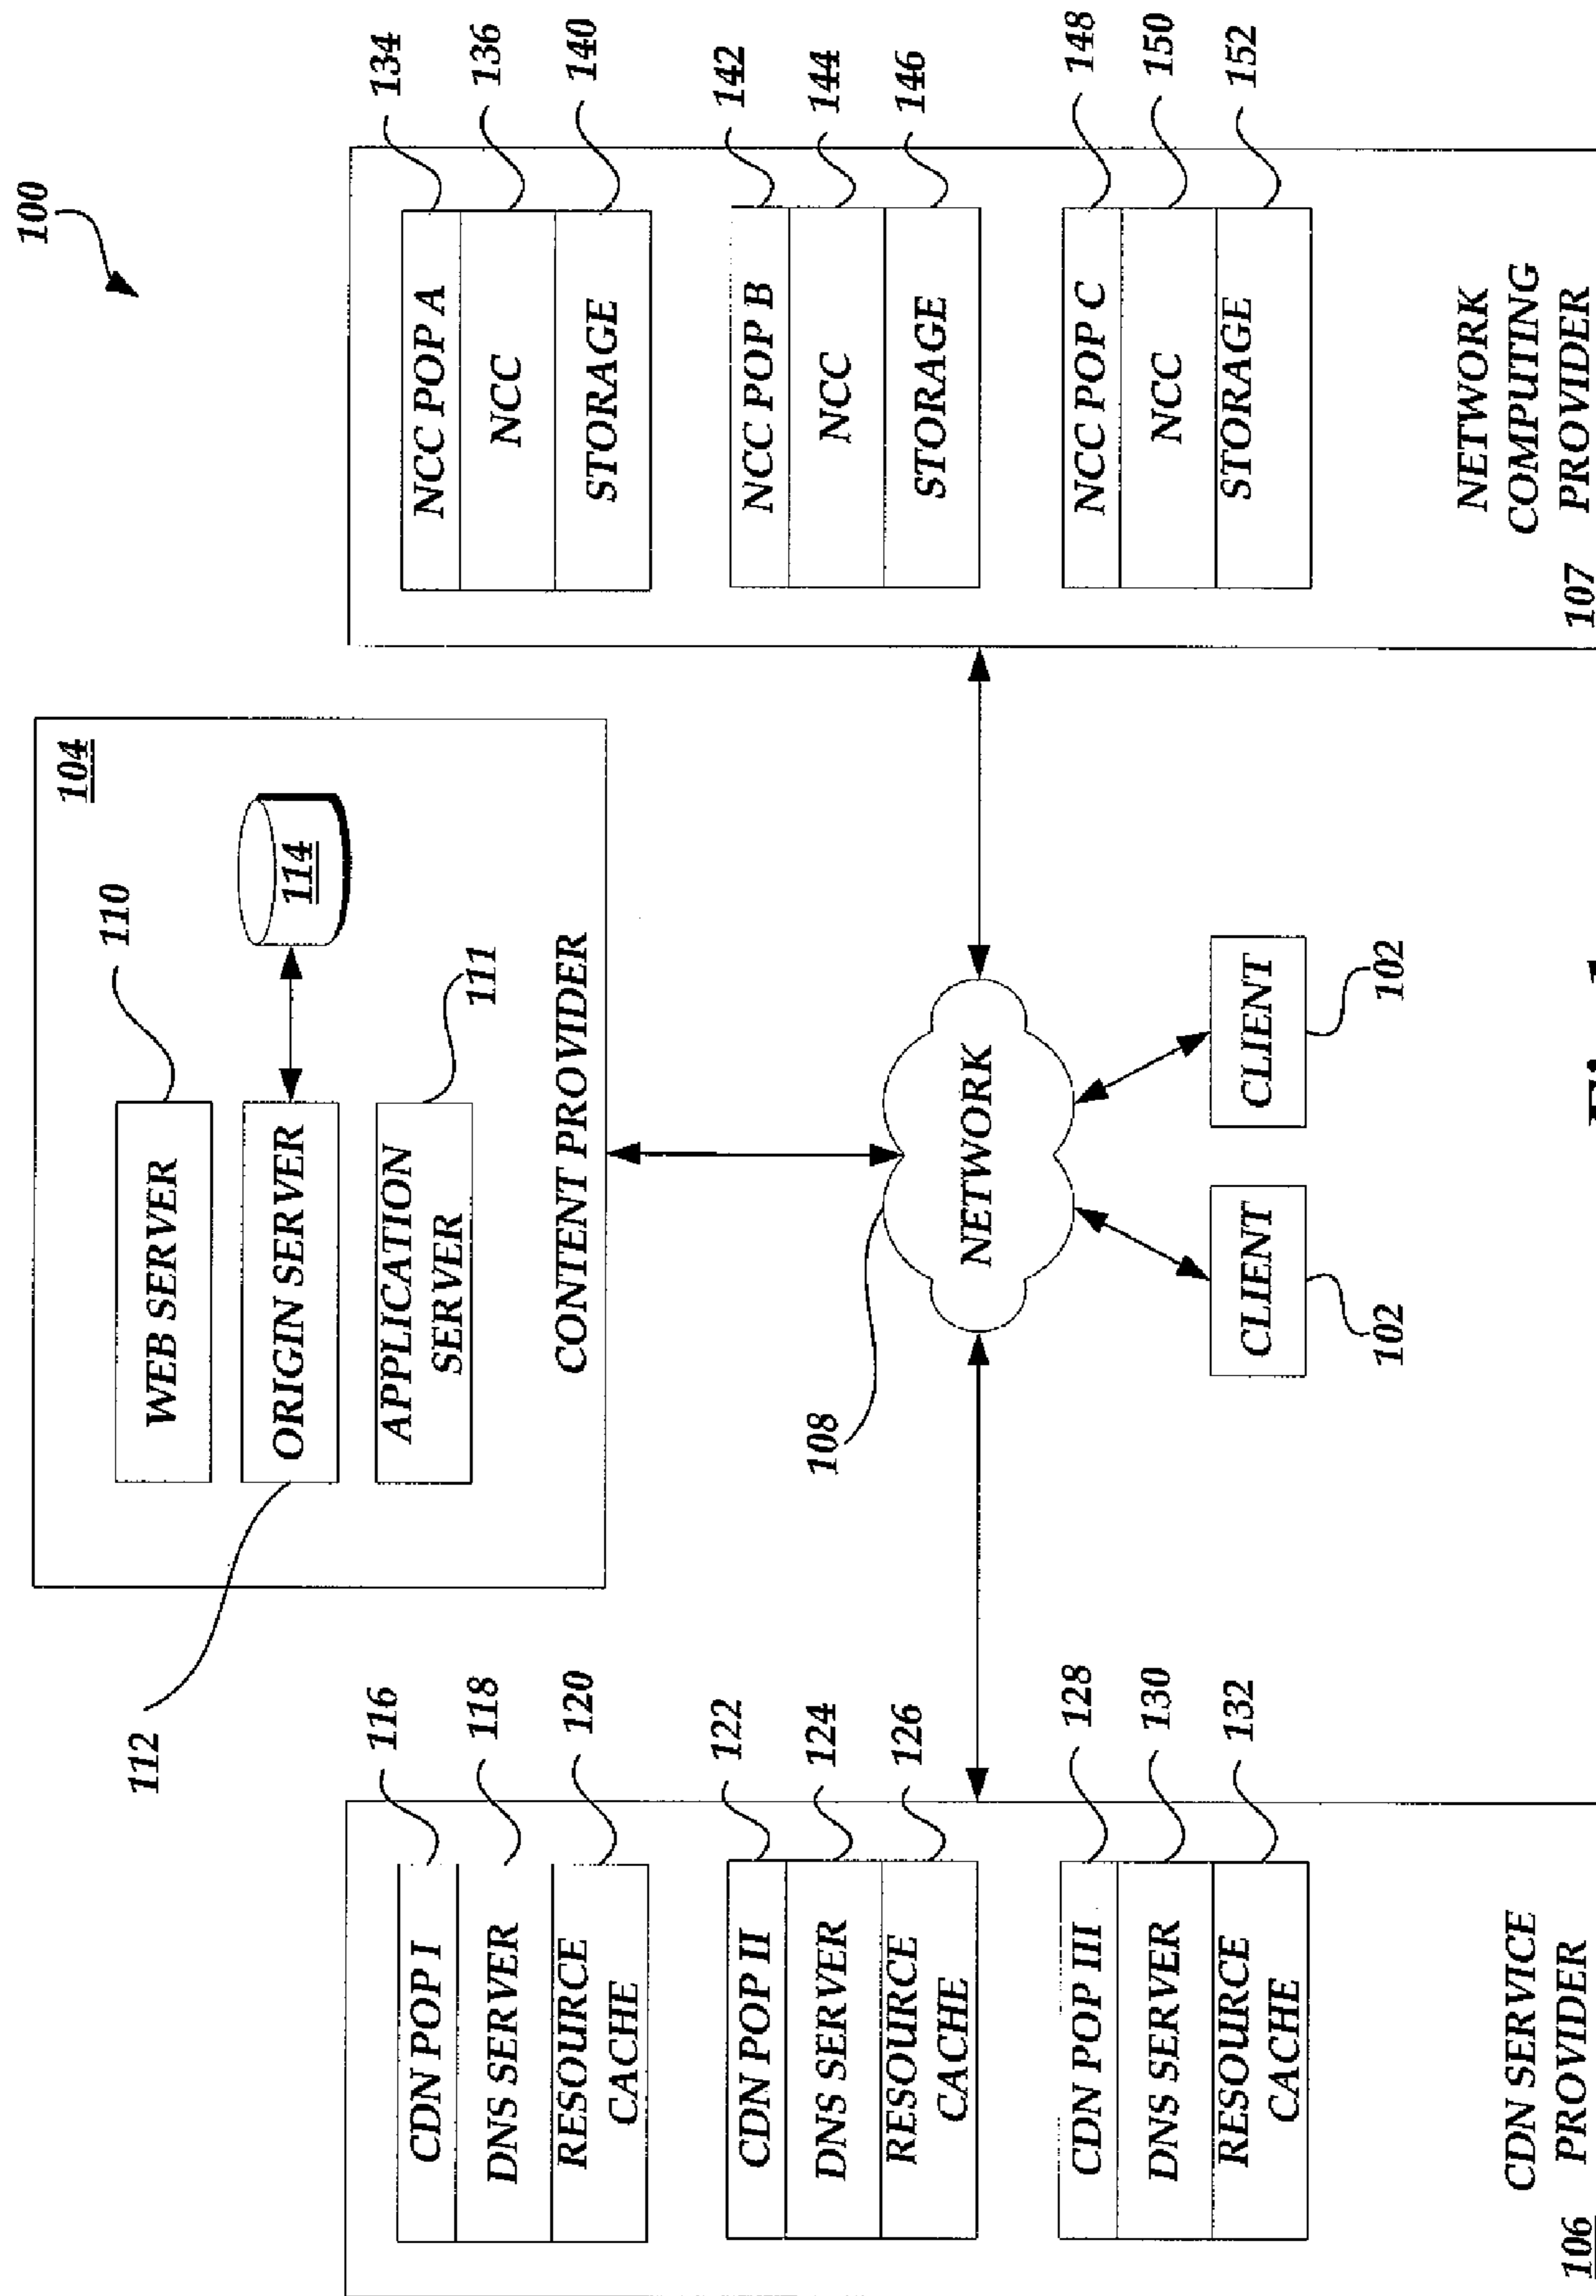 100
104
WEB SERVER
110
ORIGIN SERVER
114
APPLICATION
SERVER
111
CONTENT PROVIDER
112
CDN POP I
116
DNS SERVER
118
RESOURCE
CACHE
120
CDN POP II
122
DNS SERVER
124
RESOURCE
CACHE
126
CDN POP III
128
DNS SERVER
130
RESOURCE
CACHE
132
CDN SERVICE
PROVIDER
106
108
NETWORK
CLIENT
102
CLIENT
102
NCC POP A
134
NCC
136
STORAGE
140
NCC POP B
142
NCC
144
STORAGE
146
NCC POP C
148
NCC
150
STORAGE
152
NETWORK
COMPUTING
PROVIDER
107